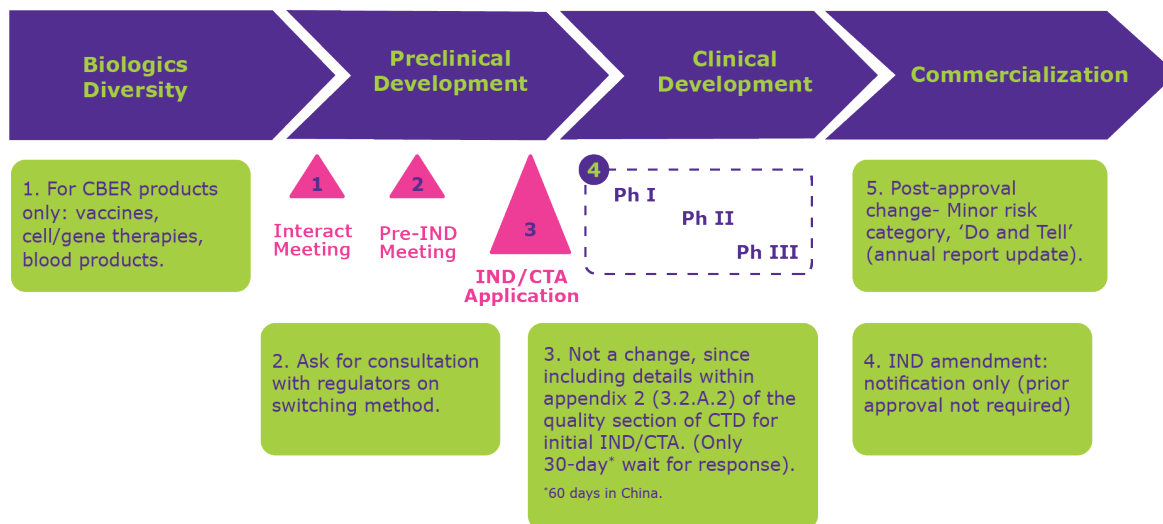 Biologics
Diversity
Preclinical
Development
Clinical
Development
Commercialization
1. For CBER products
only: vaccines,
cell/gene therapies,
blood products.
1
Interact
Meeting
2
Pre-IND
Meeting
3
IND/CTA
Application
4
Ph I
Ph II
Ph III
5. Post-approval
change- Minor risk
category, ‘Do and Tell’
(annual report update).
2. Ask for consultation
with regulators on
switching method.
3. Not a change, since
including details within
appendix 2 (3.2.A.2) of the
quality section of CTD for
initial IND/CTA. (Only
30-day* wait for response).
*60 days in China.
4. IND amendment:
notification only (prior
approval not required)